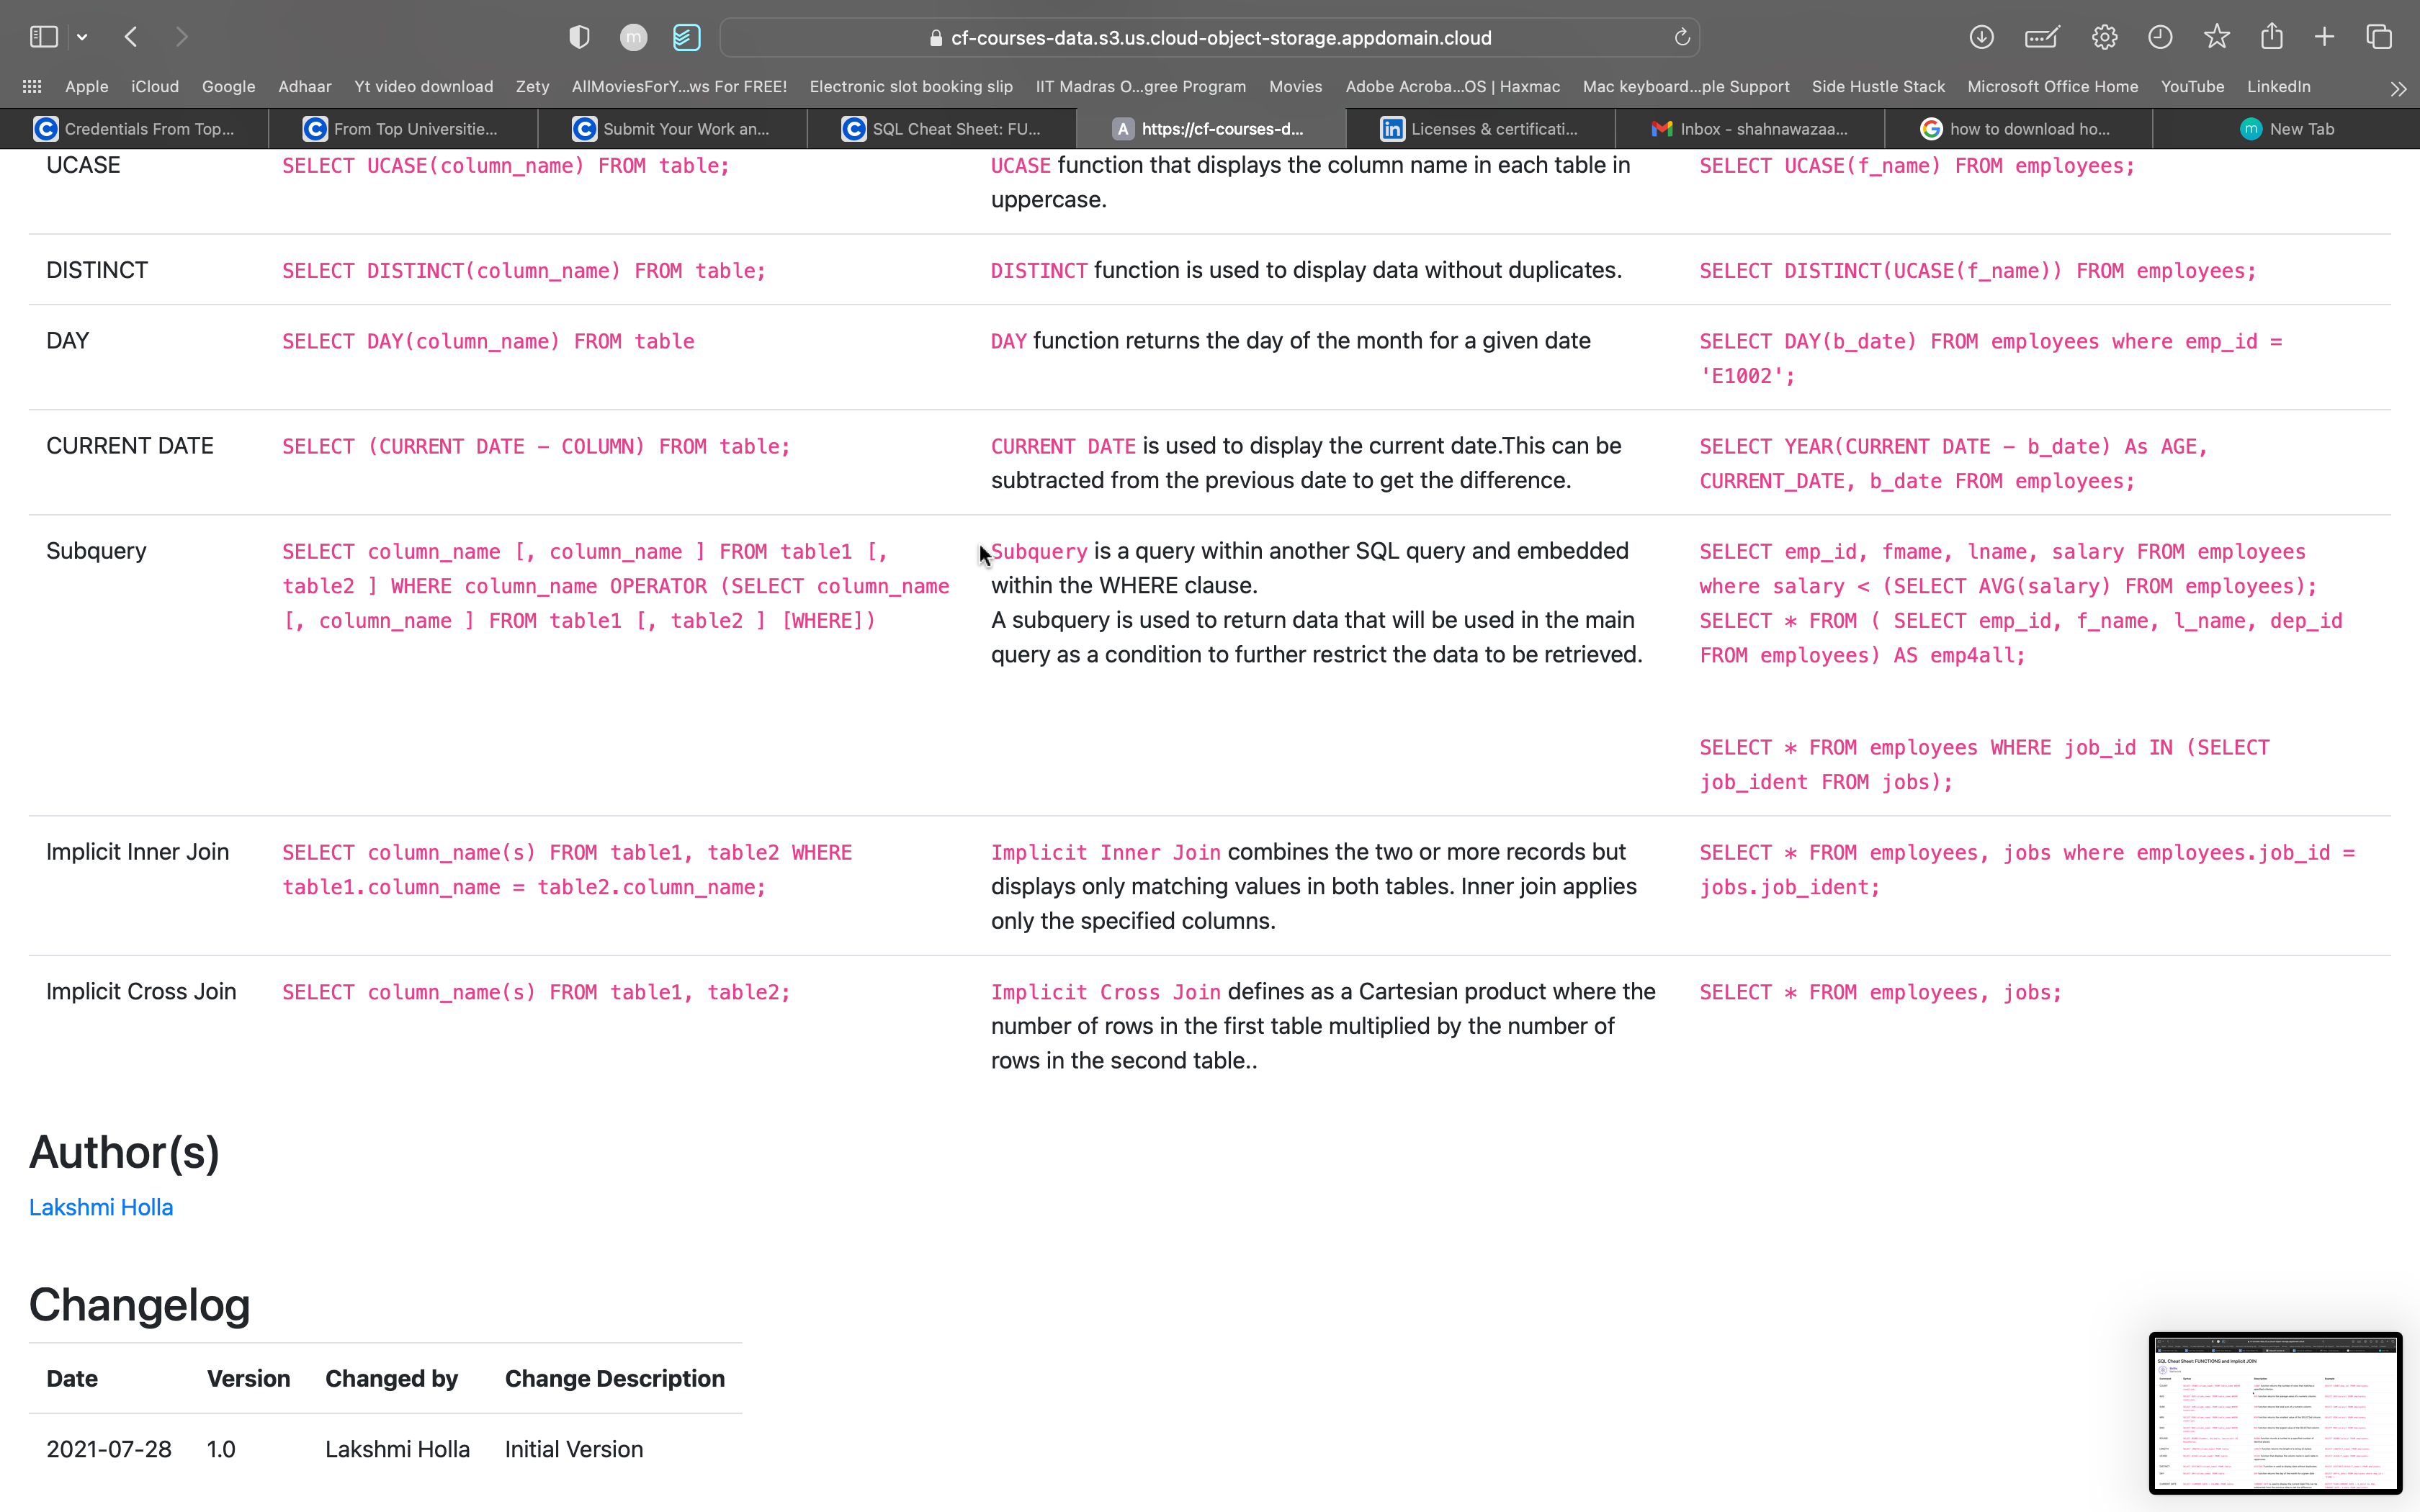 cf-courses-data.s3.us.cloud-object-storage.appdomain.cloud
Apple iCloud Google Adhaar Yt video download Zety AllMoviesForY...ws For FREE! Electronic slot booking slip IIT Madras O...gree Program Movies Adobe Acroba...OS | Haxmac Mac keyboard...ple Support Side Hustle Stack Microsoft Office Home YouTube LinkedIn
Credentials From Top... From Top Universitie... Submit Your Work an... SQL Cheat Sheet: FU... https://cf-courses-d... Licenses & certificati... Inbox - shahnawazaa... how to download ho... New Tab
UCASE SELECT UCASE(column_name) FROM table; UCASE function that displays the column name in each table in SELECT UCASE(f_name) FROM employees;
uppercase.
DISTINCT SELECT DISTINCT(column_name) FROM table; DISTINCT function is used to display data without duplicates. SELECT DISTINCT(UCASE(f_name)) FROM employees;
DAY SELECT DAY(column_name) FROM table DAY function returns the day of the month for a given date SELECT DAY(b_date) FROM employees where emp_id =
'E1002';
CURRENT DATE SELECT (CURRENT DATE - COLUMN) FROM table; CURRENT DATE is used to display the current date.This can be SELECT YEAR(CURRENT DATE - b_date) As AGE,
subtracted from the previous date to get the difference. CURRENT_DATE, b_date FROM employees;
Subquery SELECT column_name [, column_name ] FROM table1 [, Subquery is a query within another SQL query and embedded SELECT emp_id, fmame, lname, salary FROM employees
table2 ] WHERE column_name OPERATOR (SELECT column_name within the WHERE clause. where salary < (SELECT AVG(salary) FROM employees);
[, column_name ] FROM table1 [, table2 ] [WHERE]) A subquery is used to return data that will be used in the main SELECT * FROM ( SELECT emp_id, f_name, l_name, dep_id
query as a condition to further restrict the data to be retrieved. FROM employees) AS emp4all;
SELECT * FROM employees WHERE job_id IN (SELECT
job_ident FROM jobs);
Implicit Inner Join SELECT column_name(s) FROM table1, table2 WHERE Implicit Inner Join combines the two or more records but SELECT * FROM employees, jobs where employees.job_id =
table1.column_name = table2.column_name; displays only matching values in both tables. Inner join applies jobs.job_ident;
only the specified columns.
Implicit Cross Join SELECT column_name(s) FROM table1, table2; Implicit Cross Join defines as a Cartesian product where the SELECT * FROM employees, jobs;
number of rows in the first table multiplied by the number of
rows in the second table..
Author(s)
Lakshmi Holla
Changelog
Date Version Changed by Change Description
2021-07-28 1.0 Lakshmi Holla Initial Version
SQL Cheat Sheet: FUNCTIONS and Implicit JOIN